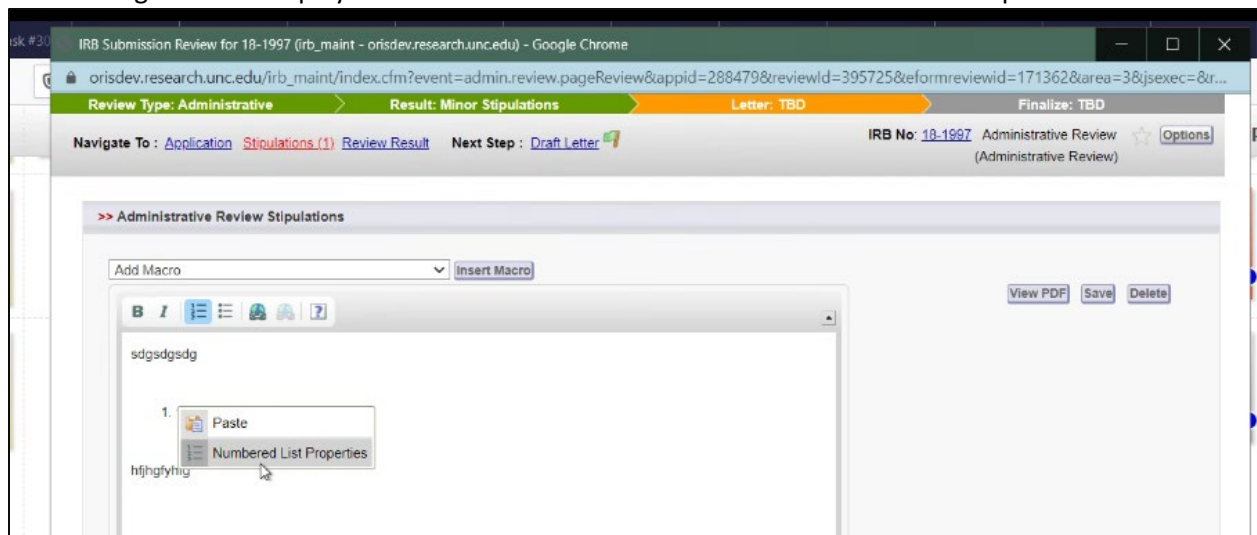 isk #30
IRB Submission Review for 18-1997 (irb_maint - orisdev.research.unc.edu) - Google Chrome
orisdev.research.unc.edu/irb_maint/index.cfm?event=admin.review.pageReview&appid=288479&reviewId=395725&eformreviewid=171362&area=3&jsexec=&r...
Review Type: Administrative Result: Minor Stipulations Letter: TBD Finalize: TBD
Navigate To : Application Stipulations (1) Review Result Next Step : Draft Letter IRB No: 18-1997 Administrative Review Options
(Administrative Review)
>> Administrative Review Stipulations
Add Macro Insert Macro
View PDF Save Delete
B I ?
sdgsdgsdg
1.
Paste
Numbered List Properties